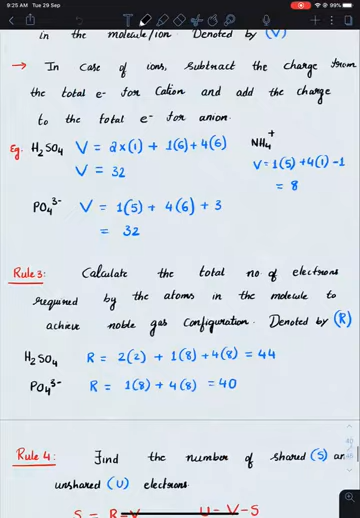 9:25 AM Tue 29 Sep
in the molecule/ion. Denoted by (V)
→ In case of ions, subtract the charge from
the total e⁻ for cation and add the charge
to the total e⁻ for anion.
Eg. H₂SO₄ V = 2×(1) + 1(6) + 4(6)
V = 32
NH₄⁺
V = 1(5) + 4(1) - 1
= 8
PO₄³⁻ V = 1(5) + 4(6) + 3
= 32
Rule 3: Calculate the total no. of electrons
required by the atoms in the molecule to
achieve noble gas configuration. Denoted by (R)
H₂SO₄ R = 2(2) + 1(8) + 4(8) = 44
PO₄³⁻ R = 1(8) + 4(8) = 40
Rule 4: Find the number of shared (S) an
unshared (U) electrons
S = R - V U = V - S